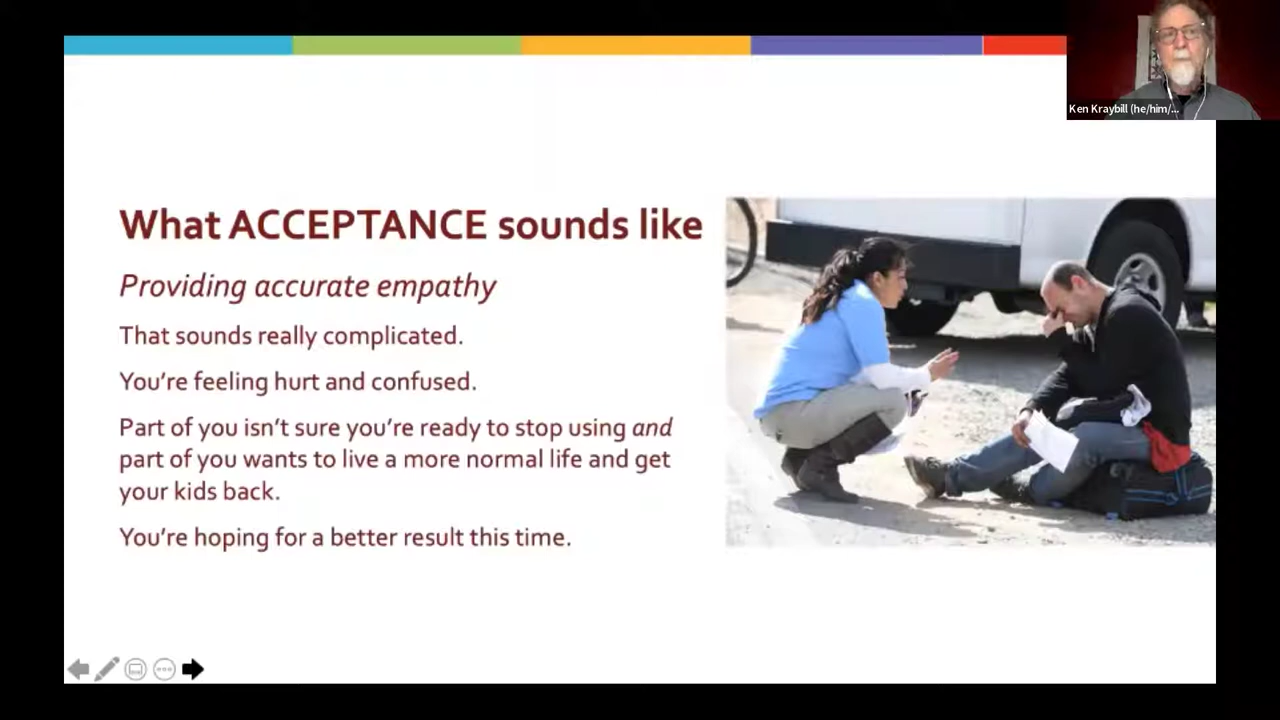 Ken Kraybill (he/him/...
What ACCEPTANCE sounds like
Providing accurate empathy
That sounds really complicated.
You’re feeling hurt and confused.
Part of you isn’t sure you’re ready to stop using and
part of you wants to live a more normal life and get
your kids back.
You’re hoping for a better result this time.